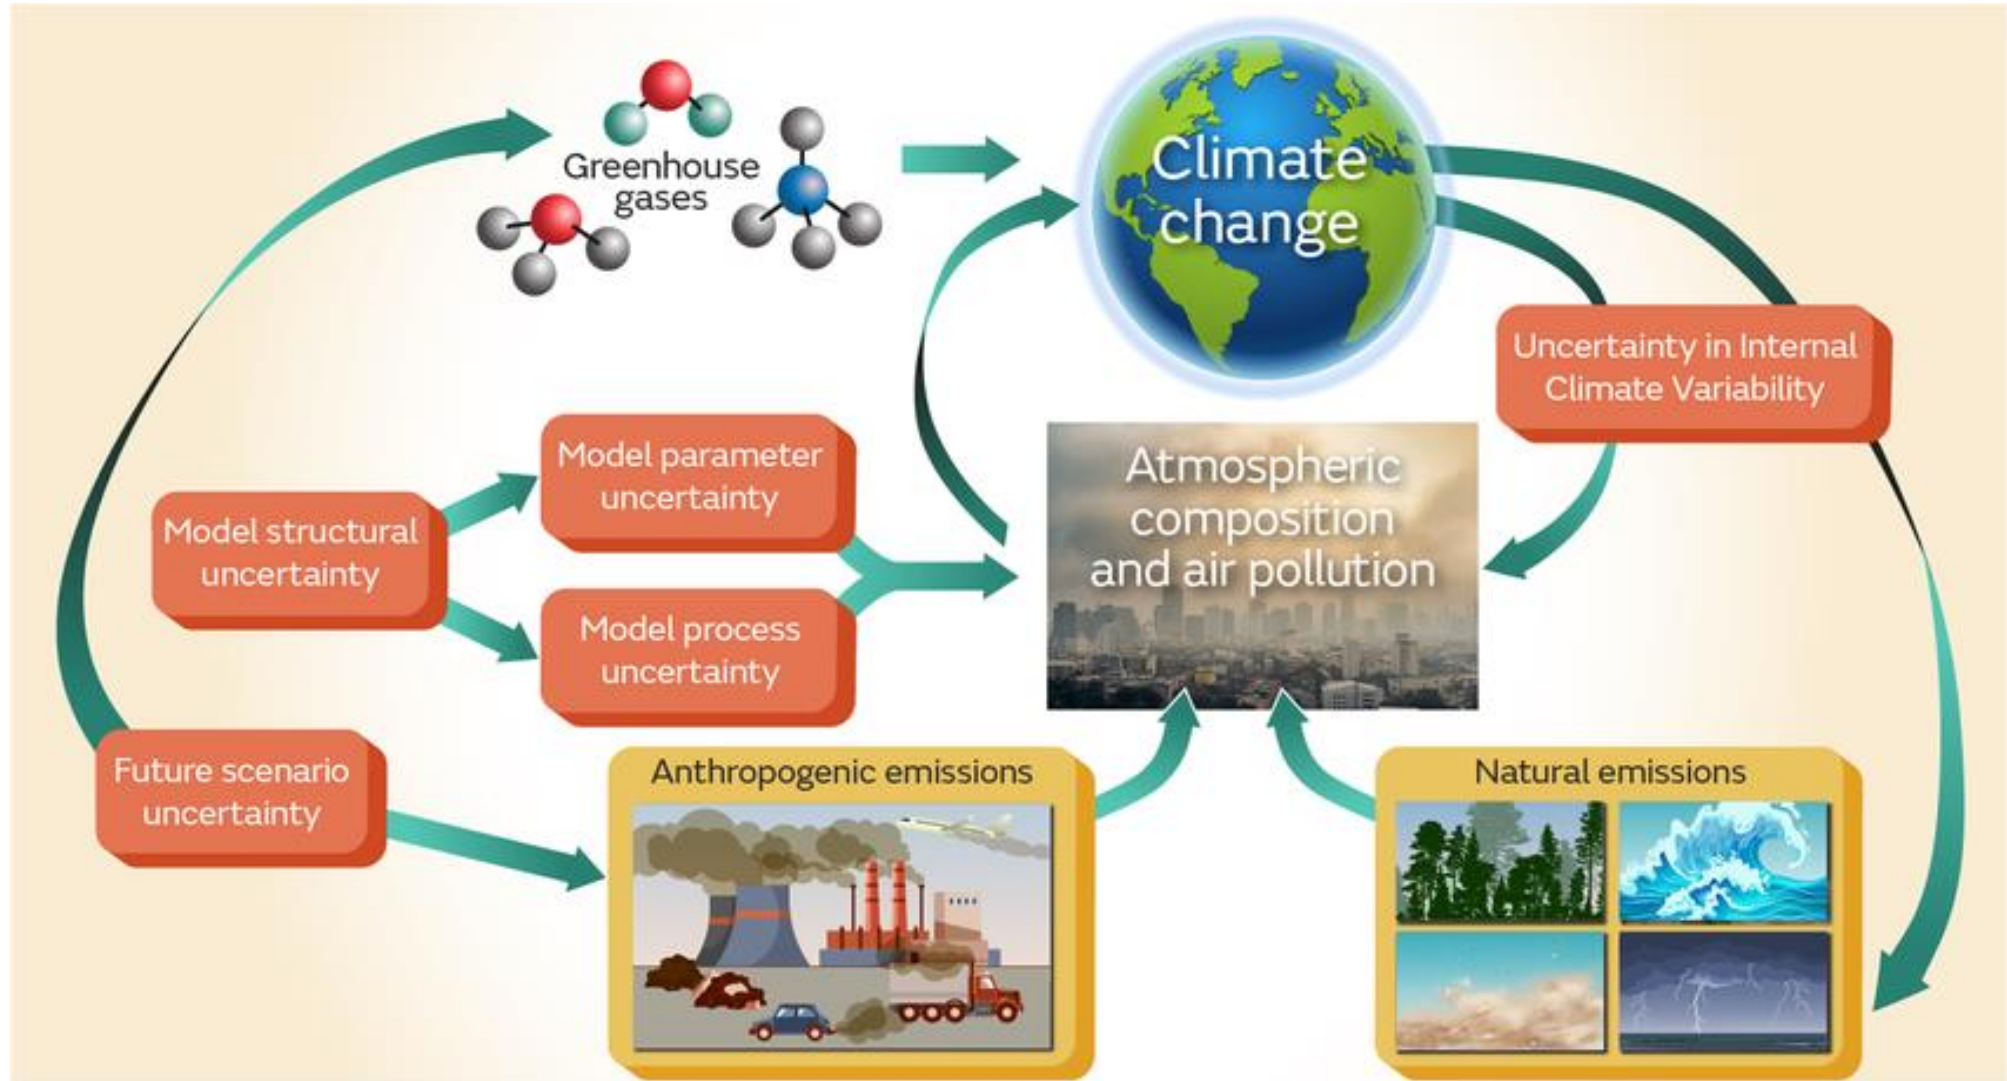 Greenhouse
gases
Climate
change
Uncertainty in Internal
Climate Variability
Model parameter
uncertainty
Atmospheric
composition
and air pollution
Model structural
uncertainty
Model process
uncertainty
Future scenario
uncertainty
Anthropogenic emissions
Natural emissions